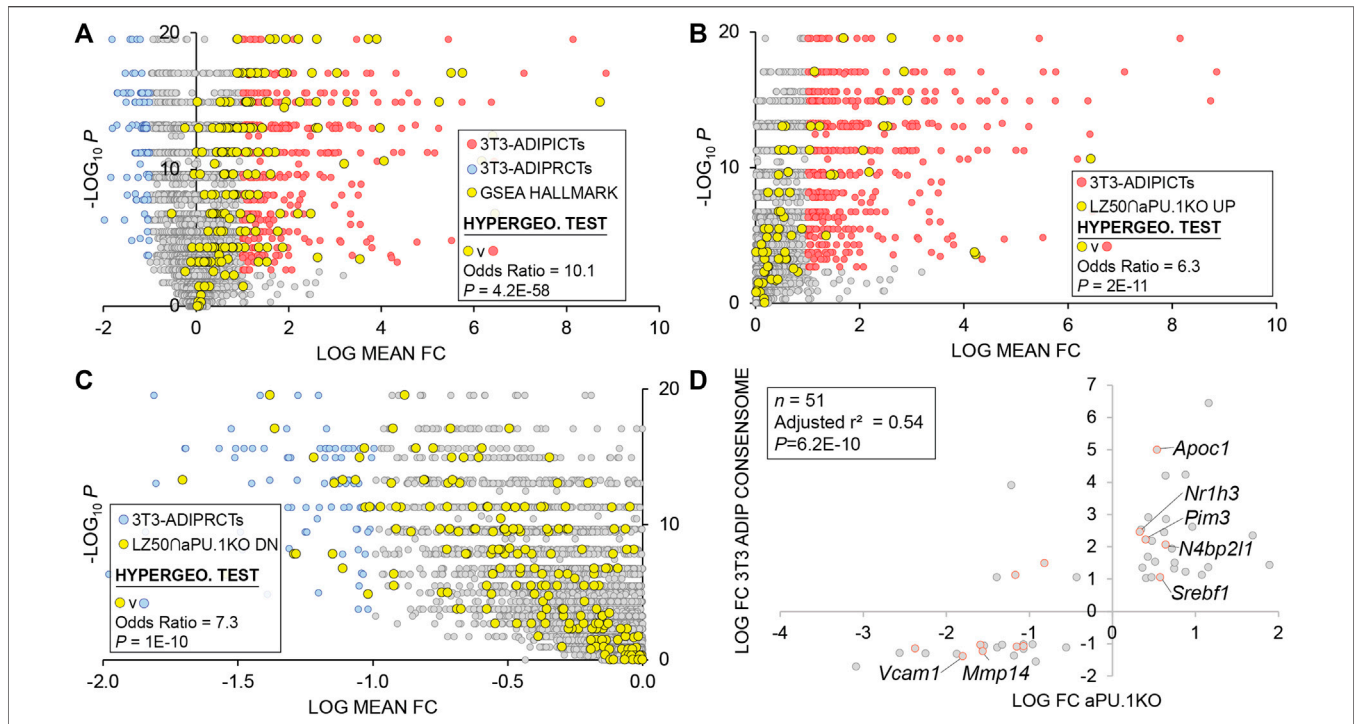 A
20
10
0
-LOG₁₀ P
-2
0
2
4
6
8
10
LOG MEAN FC
3T3-ADIPICTs
3T3-ADIPRCTs
GSEA HALLMARK
HYPERGEO. TEST
v
Odds Ratio = 10.1
P = 4.2E-58
B
20
10
0
-LOG₁₀ P
0
2
4
6
8
10
LOG MEAN FC
3T3-ADIPICTs
LZ50∩aPU.1KO UP
HYPERGEO. TEST
v
Odds Ratio = 6.3
P = 2E-11
C
20
10
0
-LOG₁₀ P
-2.0
-1.5
-1.0
-0.5
0.0
LOG MEAN FC
3T3-ADIPRCTs
LZ50∩aPU.1KO DN
HYPERGEO. TEST
v
Odds Ratio = 7.3
P = 1E-10
D
LOG FC 3T3 ADIP CONSENSOME
n = 51
Adjusted r² = 0.54
P=6.2E-10
7
6
5
4
3
2
1
0
-1
-2
Apoc1
Nr1h3
Pim3
N4bp2l1
Srebf1
Vcam1
Mmp14
-4
-3
-2
-1
0
1
2
LOG FC aPU.1KO